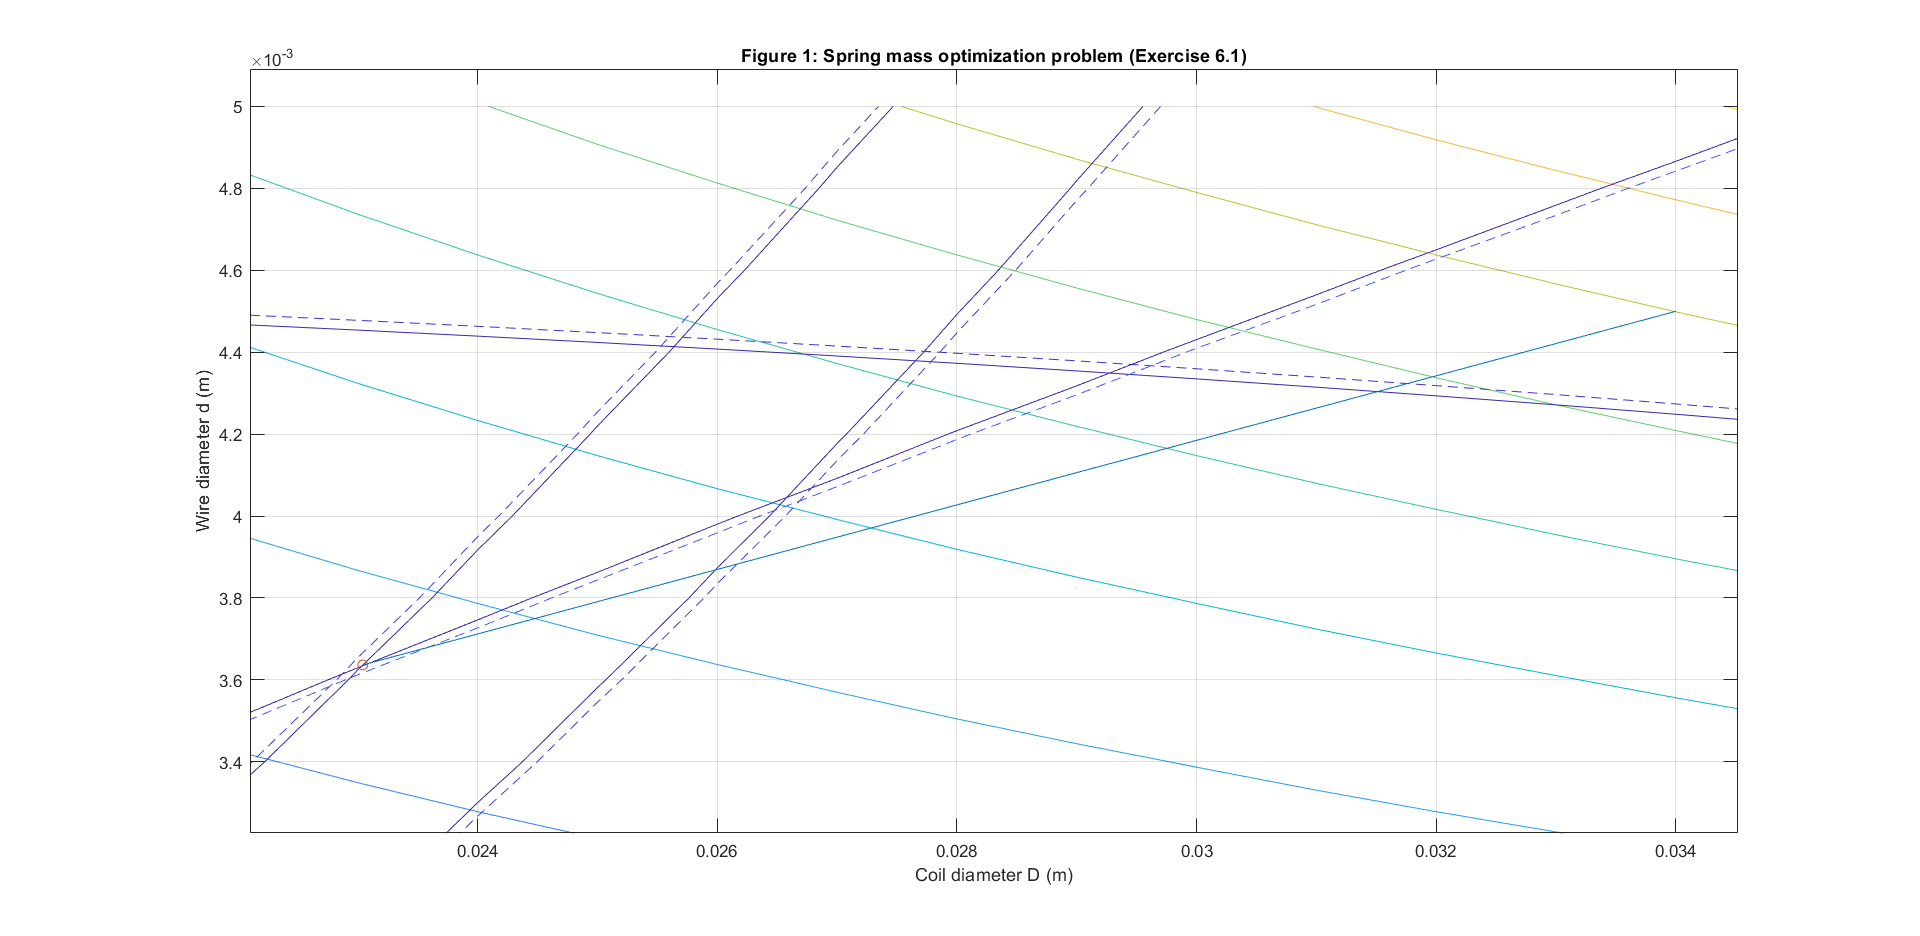 Figure 1: Spring mass optimization problem (Exercise 6.1)
×10-3
5
4.8
4.6
4.4
4.2
4
3.8
3.6
3.4
Wire diameter d (m)
0.024 0.026 0.028 0.03 0.032 0.034
Coil diameter D (m)